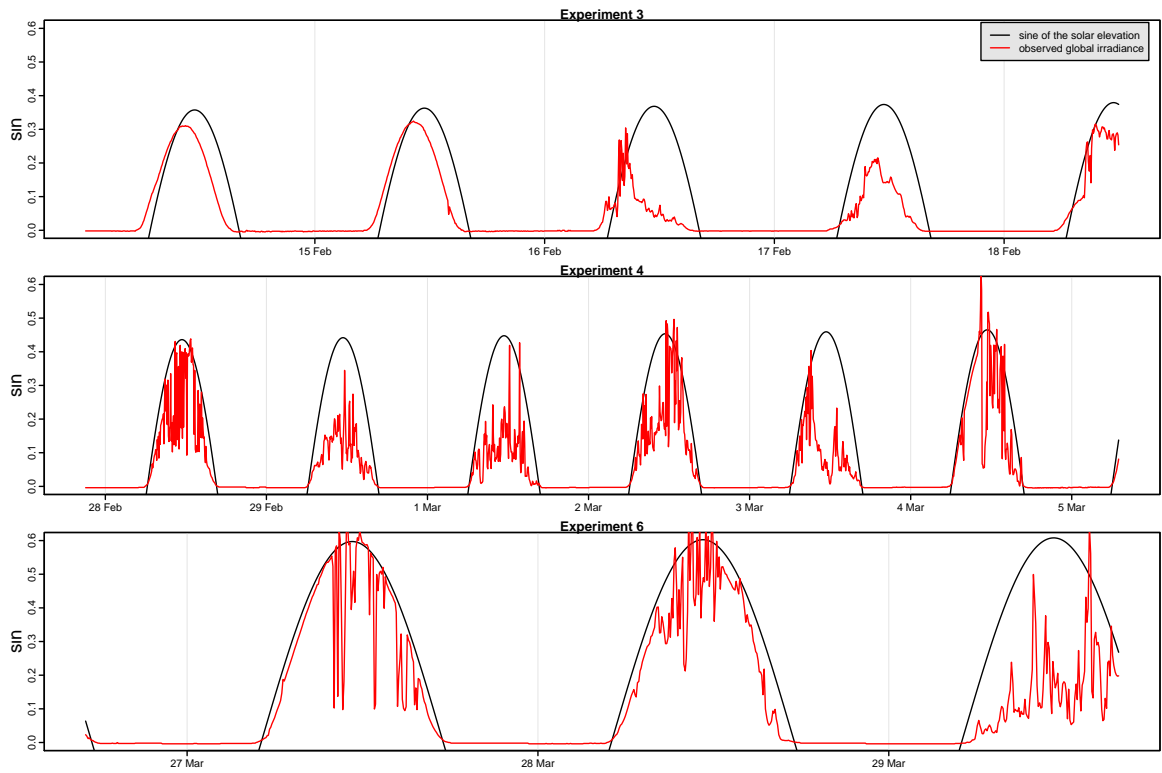 Experiment 3
sine of the solar elevation
observed global irradiance
sin
0.6
0.5
0.4
0.3
0.2
0.1
0.0
15 Feb 16 Feb 17 Feb 18 Feb
Experiment 4
sin
0.6
0.5
0.4
0.3
0.2
0.1
0.0
28 Feb 29 Feb 1 Mar 2 Mar 3 Mar 4 Mar 5 Mar
Experiment 6
sin
0.6
0.5
0.4
0.3
0.2
0.1
0.0
27 Mar 28 Mar 29 Mar